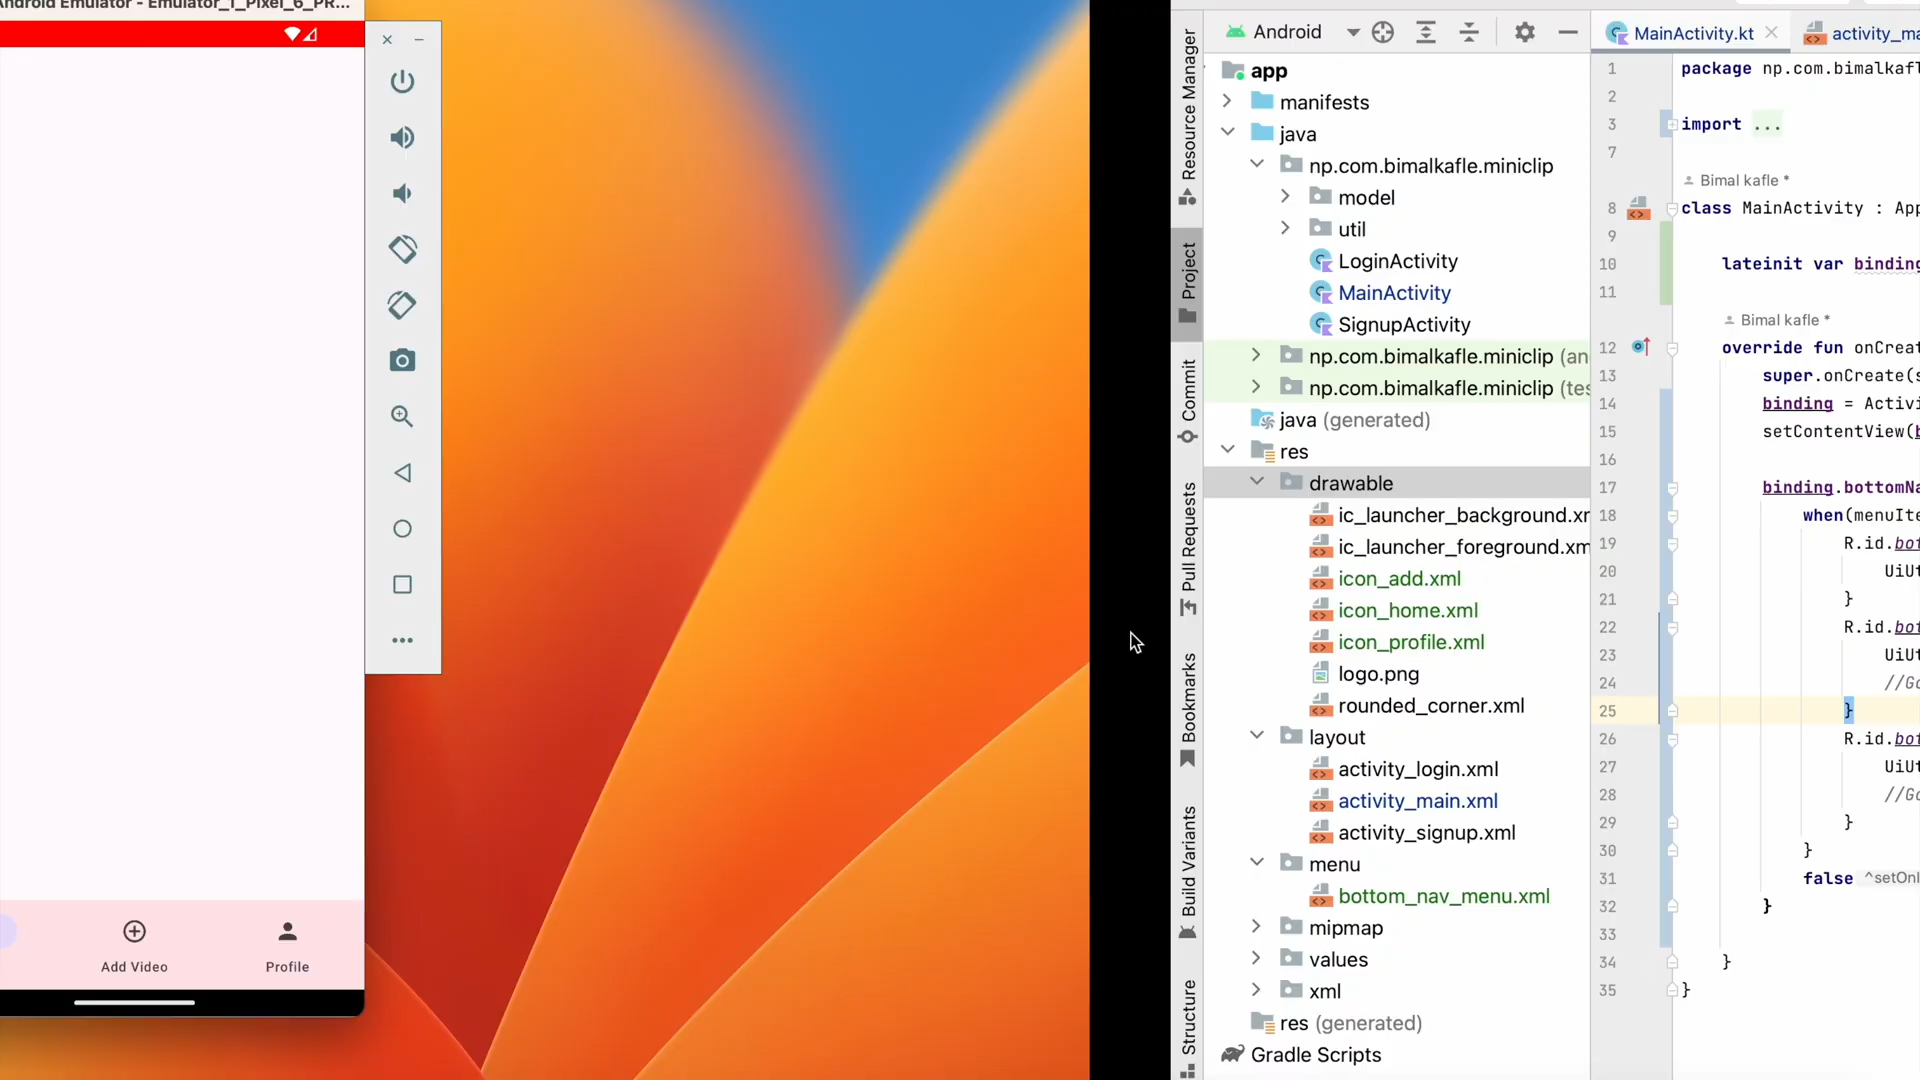 Android Emulator - Emulator_1_Pixel_6_PR...
Add Video
Profile
Resource Manager
Project
Commit
Pull Requests
Bookmarks
Build Variants
Structure
Android
app
manifests
java
np.com.bimalkafle.miniclip
model
util
LoginActivity
MainActivity
SignupActivity
np.com.bimalkafle.miniclip (an
np.com.bimalkafle.miniclip (tes
java (generated)
res
drawable
ic_launcher_background.xm
ic_launcher_foreground.xm
icon_add.xml
icon_home.xml
icon_profile.xml
logo.png
rounded_corner.xml
layout
activity_login.xml
activity_main.xml
activity_signup.xml
menu
bottom_nav_menu.xml
mipmap
values
xml
res (generated)
Gradle Scripts
MainActivity.kt
activity_ma
1 package np.com.bimalkafl
2
3 import ...
7
Bimal kafle *
8 class MainActivity : App
9
10 lateinit var binding
11
Bimal kafle *
12 override fun onCreat
13 super.onCreate(s
14 binding = Activi
15 setContentView(b
16
17 binding.bottomNa
18 when(menuIte
19 R.id.bot
20 UiUt
21 }
22 R.id.bot
23 UiUt
24 //Go
25 }
26 R.id.bot
27 UiUt
28 //Go
29 }
30 }
31 false ^setOnI
32 }
33
34 }
35 }